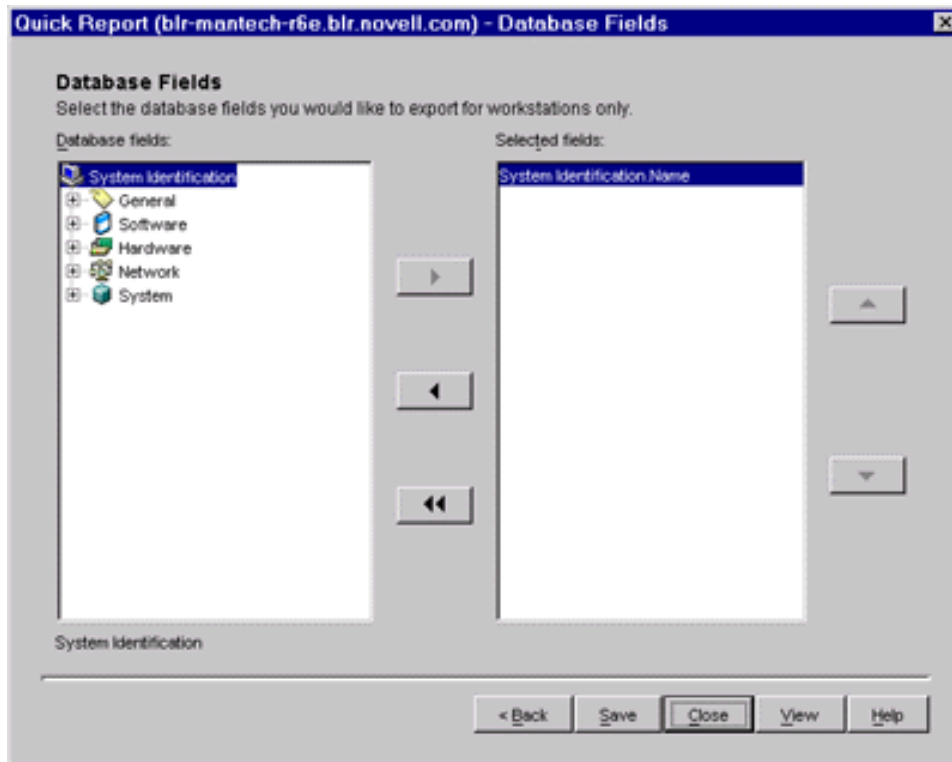 Quick Report (blr-mantech-r6e.blr.novell.com) - Database Fields
Database Fields
Select the database fields you would like to export for workstations only.
Database fields:
Selected fields:
System Identification
System Identification.Name
General
Software
Hardware
Network
System
System Identification
< Back
Save
Close
View
Help